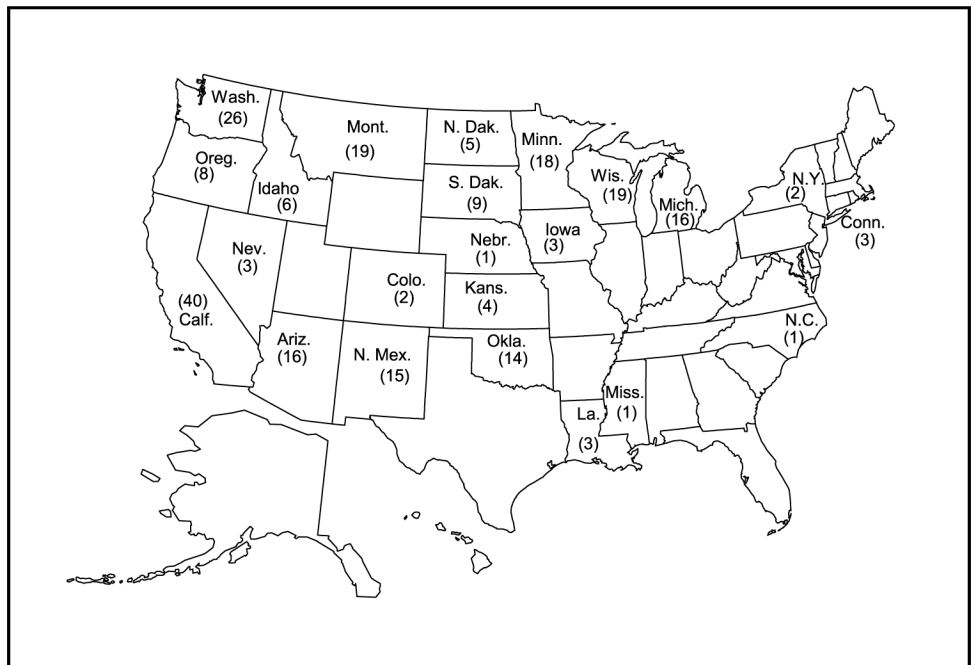 Wash.
(26)
Mont.
(19)
N. Dak.
(5)
Minn.
(18)
Oreg.
(8)
Idaho
(6)
S. Dak.
(9)
Wis.
(19)
Mich.
(16)
N.Y.
(2)
Conn.
(3)
Nev.
(3)
Nebr.
(1)
Iowa
(3)
(40)
Calf.
Colo.
(2)
Kans.
(4)
N.C.
(1)
Ariz.
(16)
N. Mex.
(15)
Okla.
(14)
Miss.
(1)
La.
(3)